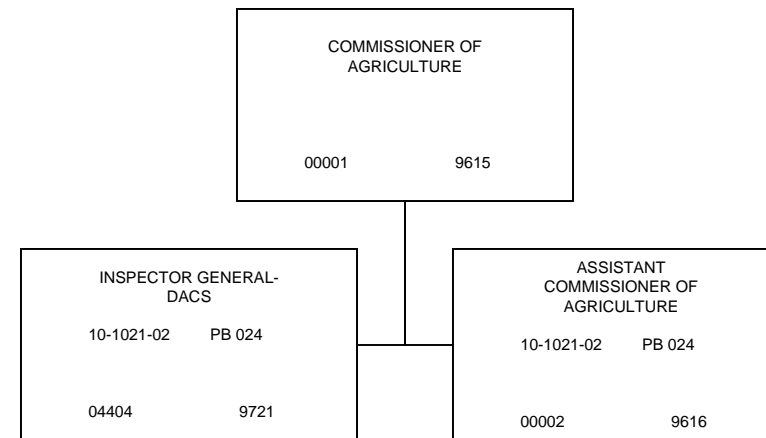 COMMISSIONER OF
AGRICULTURE
00001 9615
INSPECTOR GENERAL-
DACS
10-1021-02 PB 024
04404 9721
ASSISTANT
COMMISSIONER OF
AGRICULTURE
10-1021-02 PB 024
00002 9616